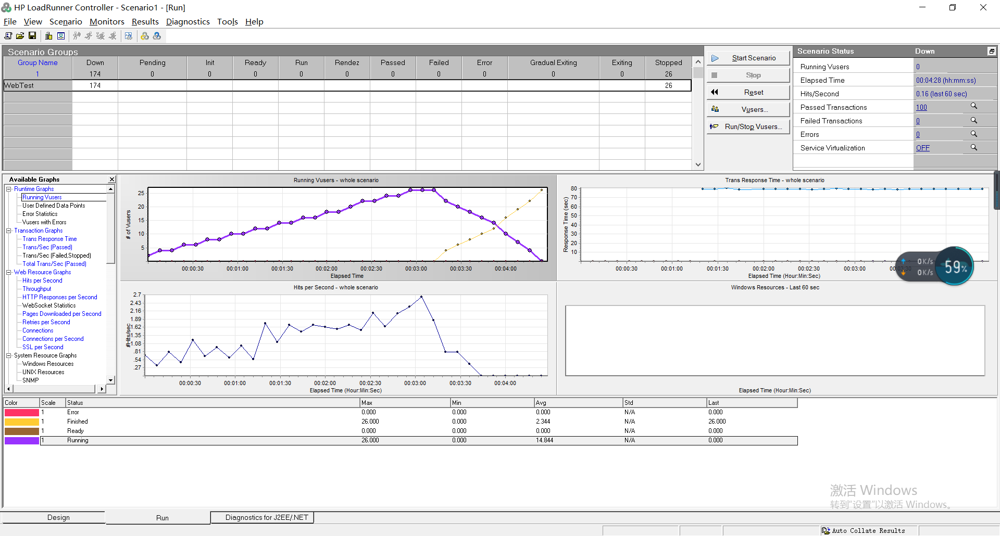 HP LoadRunner Controller - Scenario1 - [Run]
File View Scenario Monitors Results Diagnostics Tools Help
Scenario Groups
Group Name Down Pending Init Ready Run Rendez Passed Failed Error Gradual Exiting Exiting Stopped
1 174 0 0 0 0 0 0 0 0 0 0 26
WebTest 174 26
Start Scenario
Stop
Reset
Vusers...
Run/Stop Vusers...
Scenario Status Down
Running Vusers 0
Elapsed Time 00:04:28 (hh:mm:ss)
Hits/Second 0.16 (last 60 sec)
Passed Transactions 100
Failed Transactions 0
Errors 0
Service Virtualization OFF
Available Graphs
Runtime Graphs
Running Vusers
User Defined Data Points
Error Statistics
Vusers with Errors
Transaction Graphs
Trans Response Time
Trans/Sec (Passed)
Trans/Sec (Failed,Stopped)
Total Trans/Sec (Passed)
Web Resource Graphs
Hits per Second
Throughput
HTTP Responses per Second
WebSocket Statistics
Pages Downloaded per Second
Retries per Second
Connections
Connections per Second
SSL per Second
System Resource Graphs
Windows Resources
UNIX Resources
SNMP
Running Vusers - whole scenario
# of Vusers
25
20
15
10
5
00:00:30 00:01:00 00:01:30 00:02:00 00:02:30 00:03:00 00:03:30 00:04:00
Elapsed Time
Trans Response Time - whole scenario
Response Time (sec)
80
70
60
50
40
30
20
10
00:00:30 00:01:00 00:01:30 00:02:00 00:02:30 00:03:00 00:03:30
Elapsed Time (Hour:Min:Sec)
0K/s
0K/s
59%
Hits per Second - whole scenario
#Hits/sec
2.7
2.43
2.16
1.89
1.62
1.35
1.08
.81
.54
.27
00:00:30 00:01:00 00:01:30 00:02:00 00:02:30 00:03:00 00:03:30 00:04:00
Elapsed Time (Hour:Min:Sec)
Windows Resources - Last 60 sec
Elapsed Time (Hour:Min:Sec)
Color Scale Status Max Min Avg Std Last
1 Error 0.000 0.000 0.000 N/A 0.000
1 Finished 26.000 0.000 2.344 N/A 26.000
1 Ready 0.000 0.000 0.000 N/A 0.000
1 Running 26.000 0.000 14.844 N/A 0.000
激活 Windows
转到“设置”以激活 Windows。
Design Run Diagnostics for J2EE/.NET
Auto Collate Results